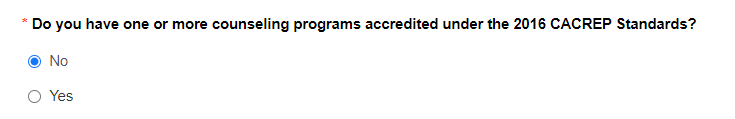 * Do you have one or more counseling programs accredited under the 2016 CACREP Standards?
No
Yes